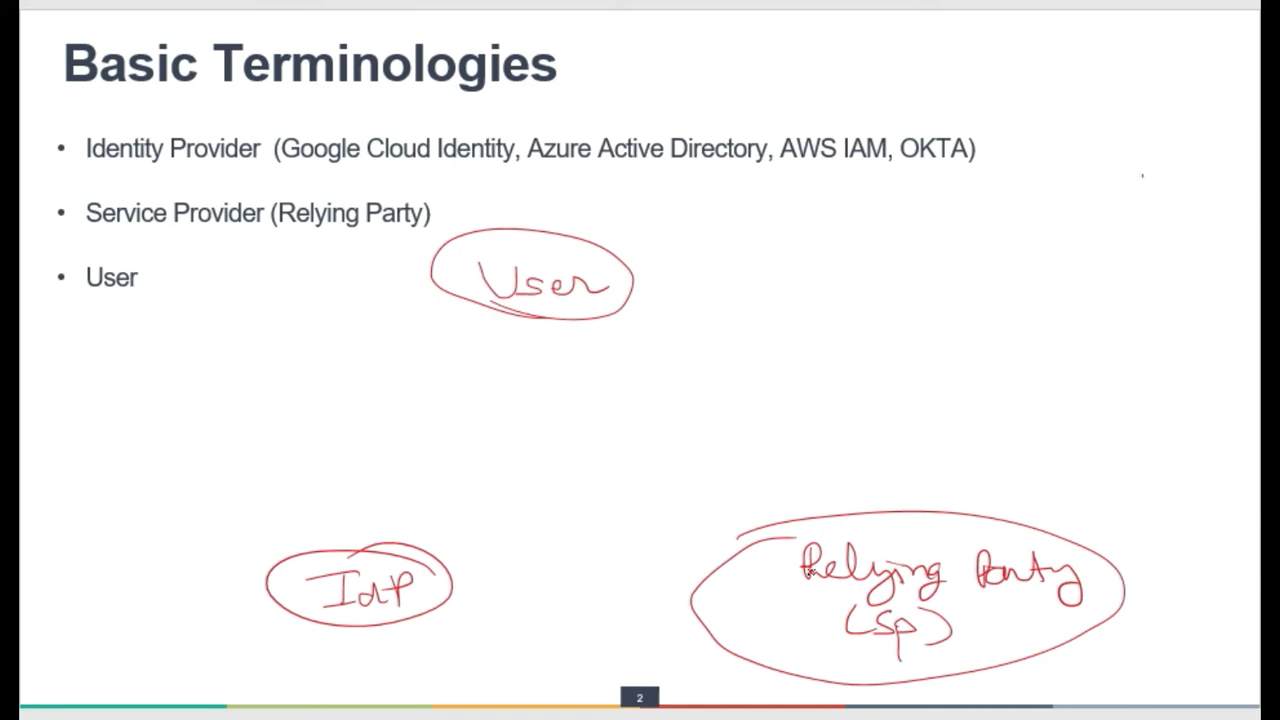 Basic Terminologies
• Identity Provider (Google Cloud Identity, Azure Active Directory, AWS IAM, OKTA)
• Service Provider (Relying Party)
• User
User
IdP
Relying Party
(SP)
2